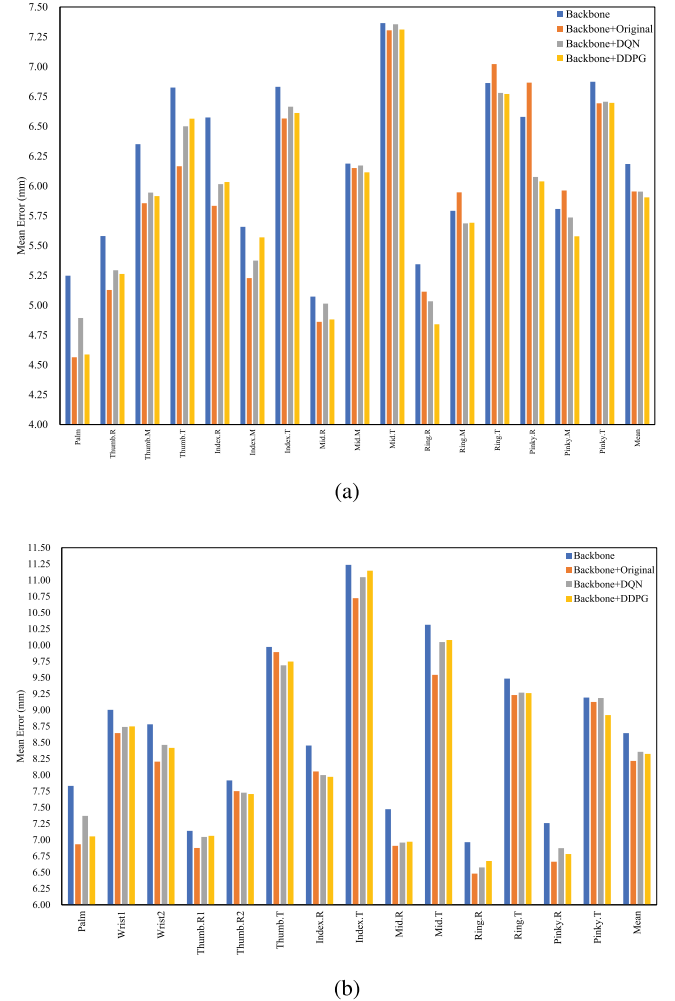 7.50
7.25
7.00
6.75
6.50
6.25
6.00
5.75
5.50
5.25
5.00
4.75
4.50
4.25
4.00
Mean Error (mm)
Backbone
Backbone+Original
Backbone+DQN
Backbone+DDPG
Palm
Thumb.R
Thumb.M
Thumb.T
Index.R
Index.M
Index.T
Mid.R
Mid.M
Mid.T
Ring.R
Ring.M
Ring.T
Pinky.R
Pinky.M
Pinky.T
Mean
(a)
11.50
11.25
11.00
10.75
10.50
10.25
10.00
9.75
9.50
9.25
9.00
8.75
8.50
8.25
8.00
7.75
7.50
7.25
7.00
6.75
6.50
6.25
6.00
Mean Error (mm)
Backbone
Backbone+Original
Backbone+DQN
Backbone+DDPG
Palm
Wrist1
Wrist2
Thumb.R1
Thumb.R2
Thumb.T
Index.R
Index.T
Mid.R
Mid.T
Ring.R
Ring.T
Pinky.R
Pinky.T
Mean
(b)